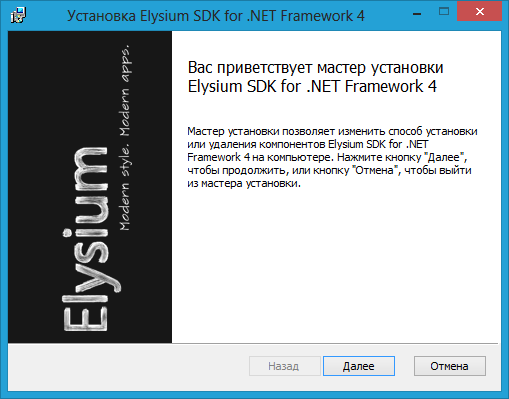 Установка Elysium SDK for .NET Framework 4
Elysium
Modern style. Modern apps.
Вас приветствует мастер установки
Elysium SDK for .NET Framework 4
Мастер установки позволяет изменить способ установки
или удаления компонентов Elysium SDK for .NET
Framework 4 на компьютере. Нажмите кнопку "Далее",
чтобы продолжить, или кнопку "Отмена", чтобы выйти
из мастера установки.
Назад
Далее
Отмена